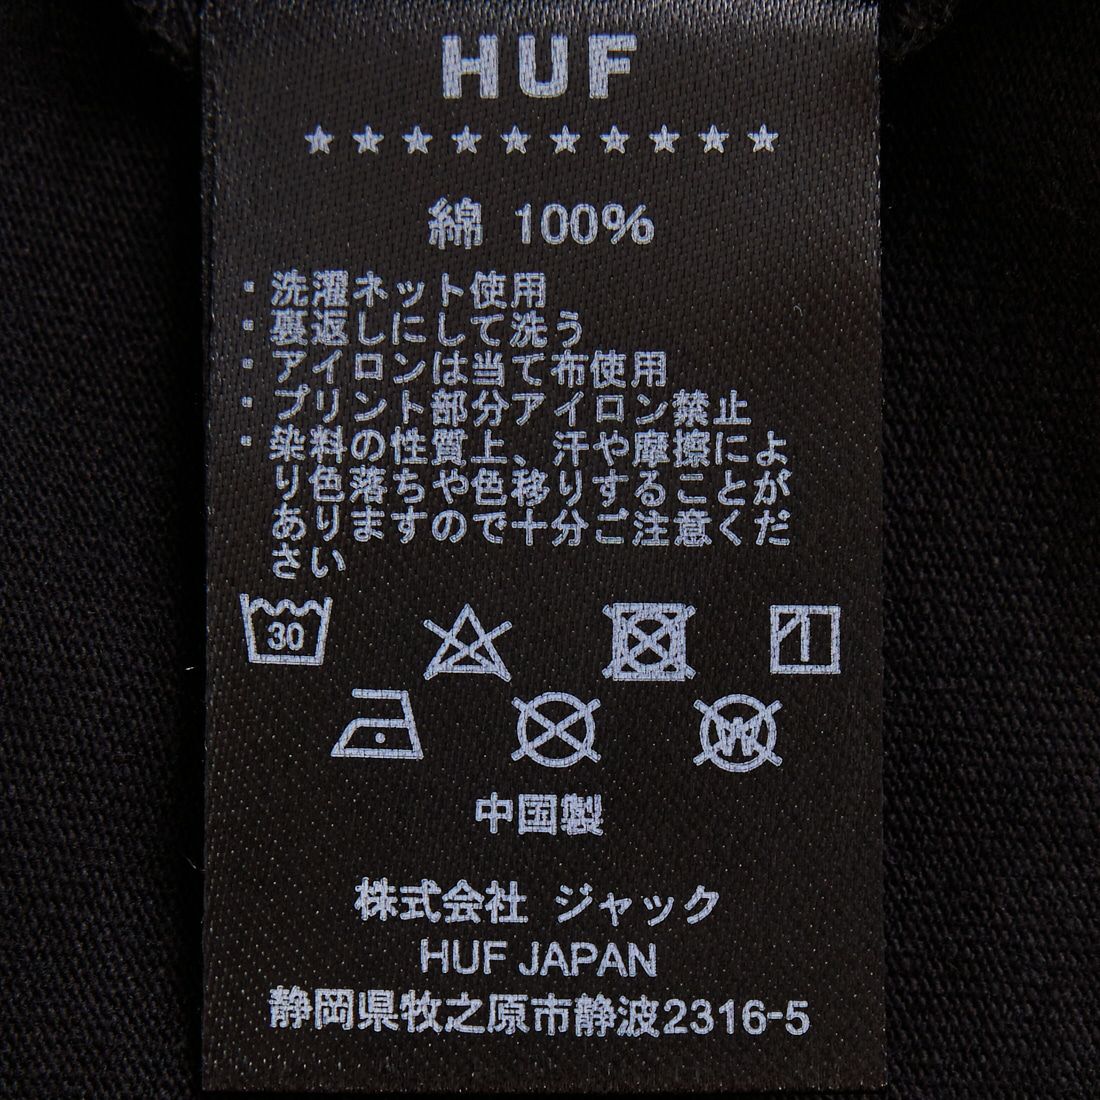 HUF
★★★★★★★★★★
綿 100%
・洗濯ネット使用
・裏返しにして洗う
・アイロンは当て布使用
・プリント部分アイロン禁止
・染料の性質上、汗や摩擦によ
り色落ちや色移りすることが
ありますので十分ご注意くだ
さい
30
W
中国製
株式会社 ジャック
HUF JAPAN
静岡県牧之原市静波2316-5